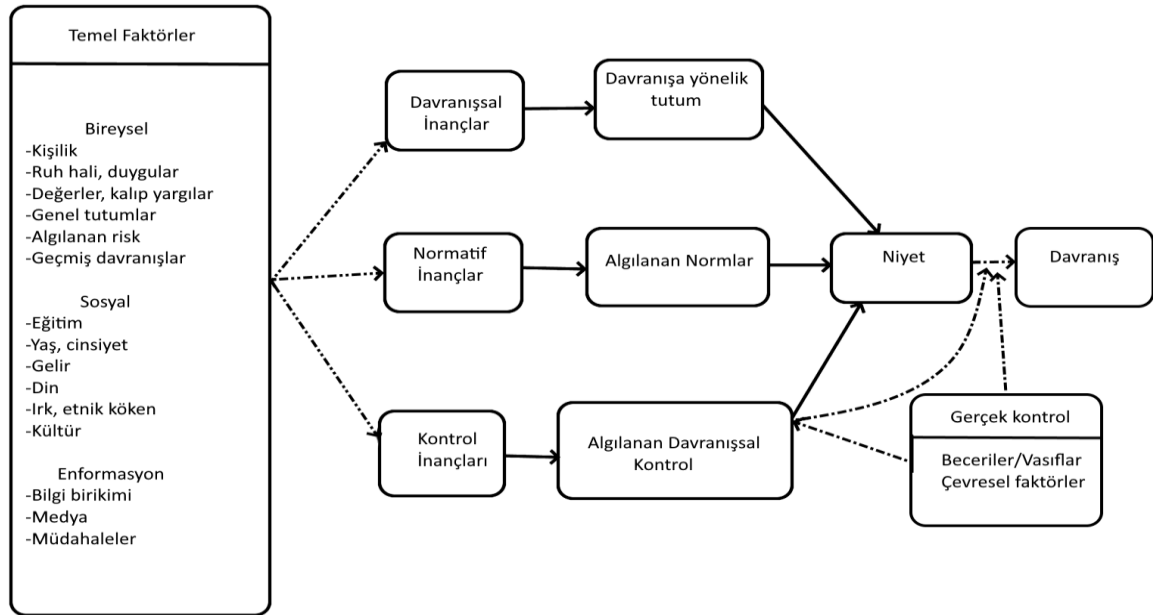 Temel Faktörler
Bireysel
-Kişilik
-Ruh hali, duygular
-Değerler, kalıp yargılar
-Genel tutumlar
-Algılanan risk
-Geçmiş davranışlar
Sosyal
-Eğitim
-Yaş, cinsiyet
-Gelir
-Din
-Irk, etnik köken
-Kültür
Enformasyon
-Bilgi birikimi
-Medya
-Müdahaleler
Davranışsal
İnançlar
Davranışa yönelik
tutum
Normatif
İnançlar
Algılanan Normlar
Niyet
Davranış
Kontrol
İnançları
Algılanan Davranışsal
Kontrol
Gerçek kontrol
Beceriler/Vasıflar
Çevresel faktörler